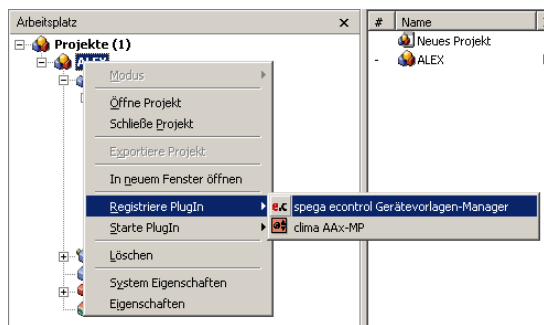 Arbeitsplatz
Projekte (1)
ALEX
Modus
Öffne Projekt
Schließe Projekt
Exportiere Projekt
In neuem Fenster öffnen
Registriere PlugIn
Starte PlugIn
Löschen
System Eigenschaften
Eigenschaften
spega econtrol Gerätevorlagen-Manager
clima AAx-MP
# Name
Neues Projekt
- ALEX